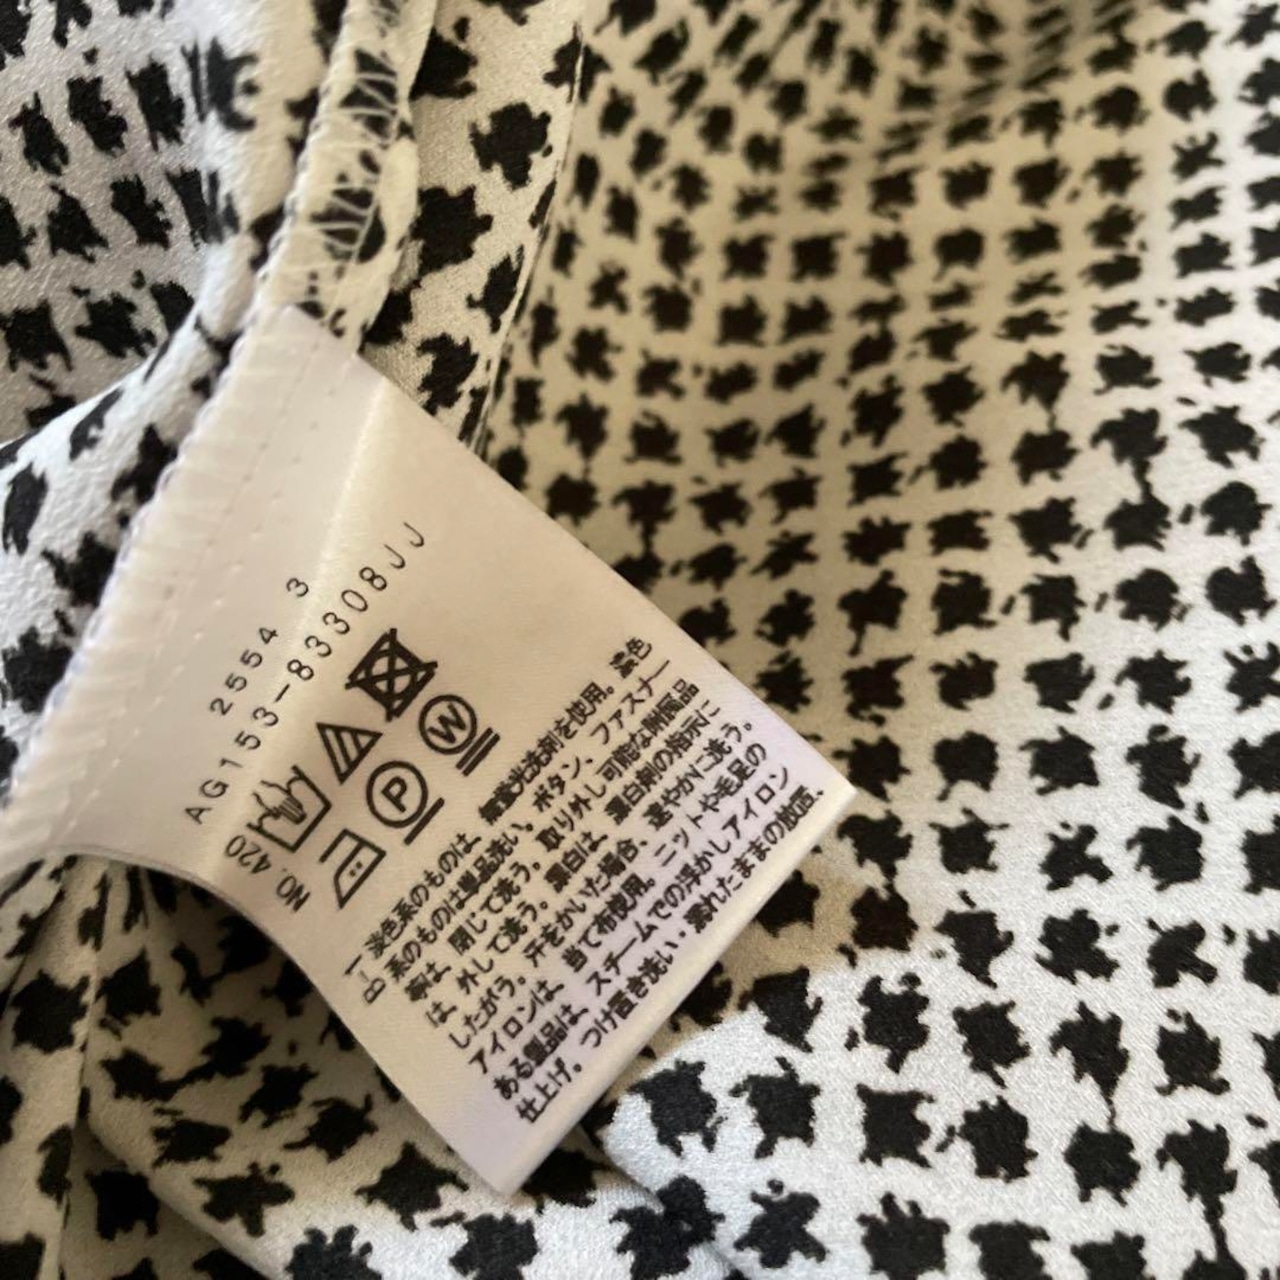 2554 3
AG153-83308JJ
NO.420
P
W
淡色系のものは、無蛍光洗剤を使用。濃色
系のものは単品洗い。ボタン、ファスナー
等は、閉じて洗う。取り外し可能な附属品
は、外して洗う。漂白は、漂白剤の指示に
したがう。汗をかいた場合、速やかに洗う。
アイロンは、当て布使用。ニットや毛足の
ある製品は、スチームでの浮かしアイロン
仕上げ。つけ置き洗い・濡れたままの放置、